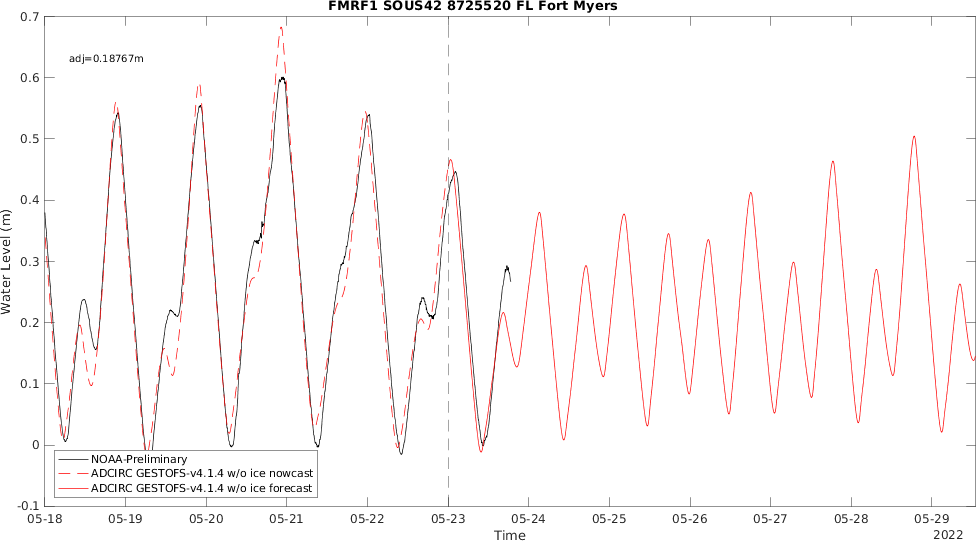 FMRF1 SOUS42 8725520 FL Fort Myers
adj=0.18767m
0.7
0.6
0.5
0.4
0.3
0.2
0.1
0
-0.1
Water Level (m)
NOAA-Preliminary
ADCIRC GESTOFS-v4.1.4 w/o ice nowcast
ADCIRC GESTOFS-v4.1.4 w/o ice forecast
05-18 05-19 05-20 05-21 05-22 05-23 05-24 05-25 05-26 05-27 05-28 05-29
Time
2022